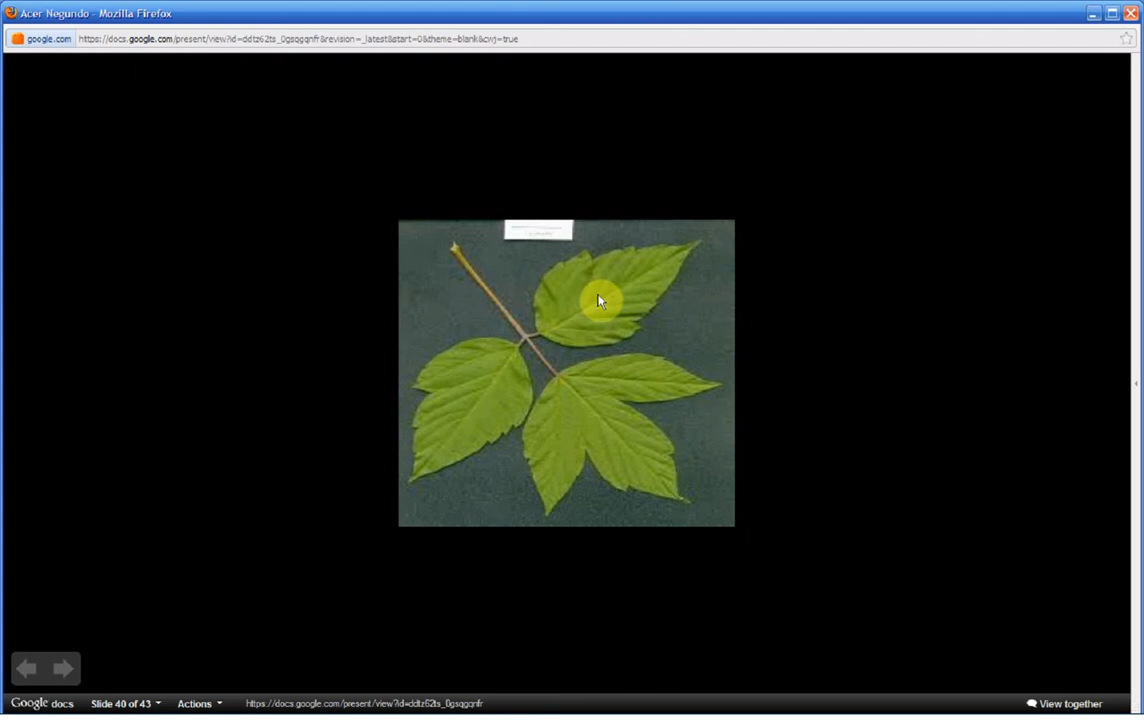 Acer Negundo - Mozilla Firefox
google.com https://docs.google.com/present/view?id=ddtz62ts_0gsqgqnfr&revision=_latest&start=0&theme=blank&cwj=true
Google docs Slide 40 of 43 Actions https://docs.google.com/present/view?id=ddtz62ts_0gsqgqnfr View together